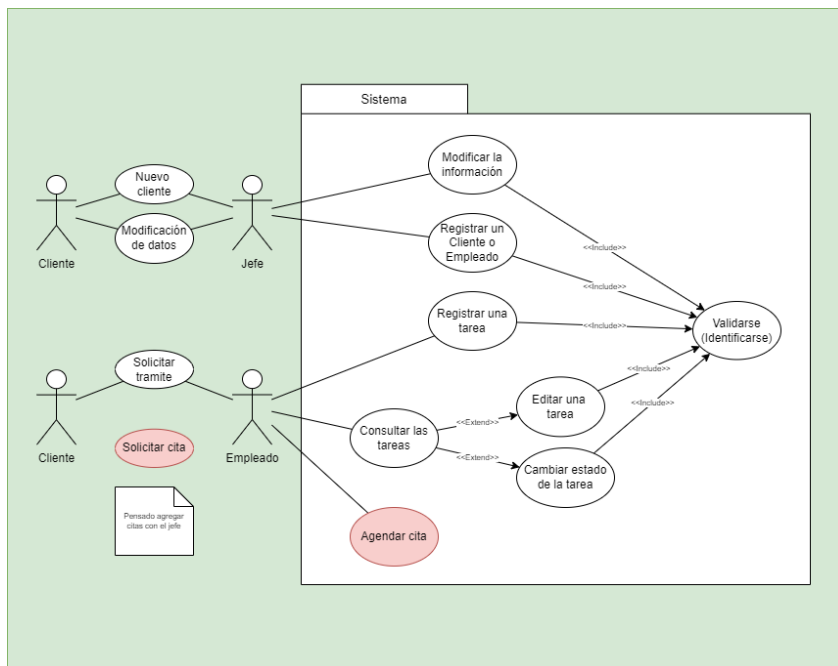 Sistema
Modificar la
información
Nuevo
cliente
Modificación
de datos
Cliente
Jefe
Registrar un
Cliente o
Empleado
<<Include>>
<<Include>>
Registrar una
tarea
<<Include>>
Validarse
(Identificarse)
Solicitar
tramite
Cliente
Empleado
Editar una
tarea
<<Include>>
<<Include>>
Consultar las
tareas
<<Extend>>
<<Extend>>
Cambiar estado
de la tarea
Solicitar cita
Pensado agregar
citas con el jefe
Agendar cita